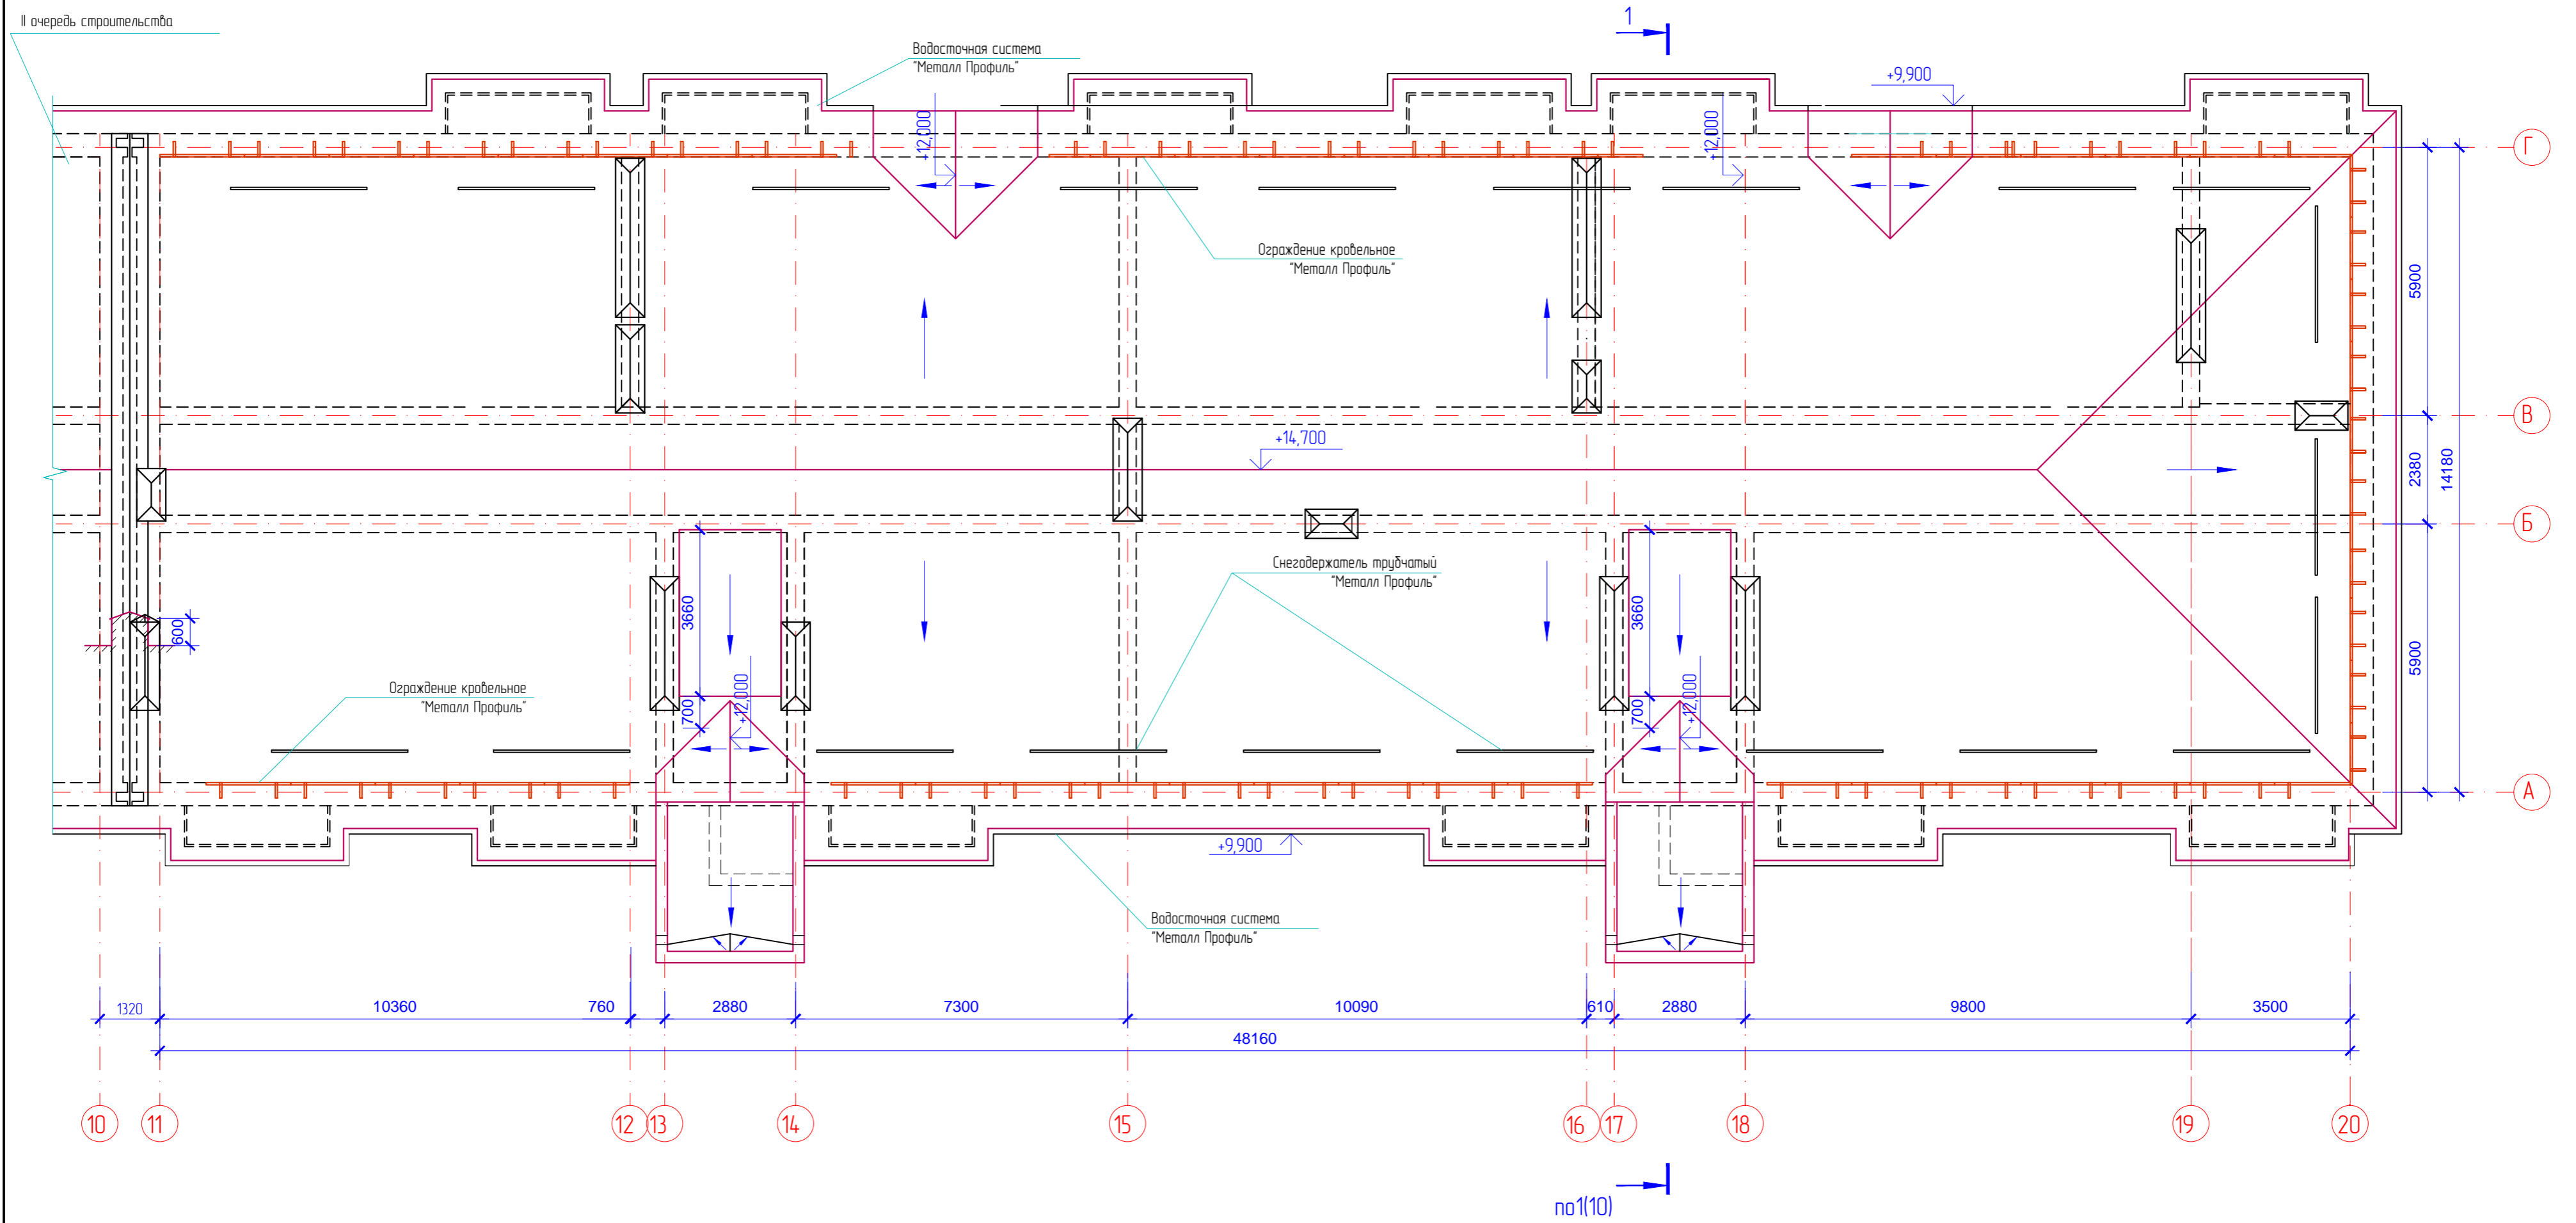 II очередь строительства
1
Водосточная система
"Металл Профиль"
+9,900
+12,000
+12,000
Г
Ограждение кровельное
"Металл Профиль"
5900
В
+14,700
2380
14180
Б
Снегодержатель трубчатый
"Металл Профиль"
600
3660
3660
5900
Ограждение кровельное
"Металл Профиль"
700
+12,000
700
+12,000
А
+9,900
Водосточная система
"Металл Профиль"
1320
10360
760
2880
7300
10090
610
2880
9800
3500
48160
10
11
12
13
14
15
16
17
18
19
20
по1(10)